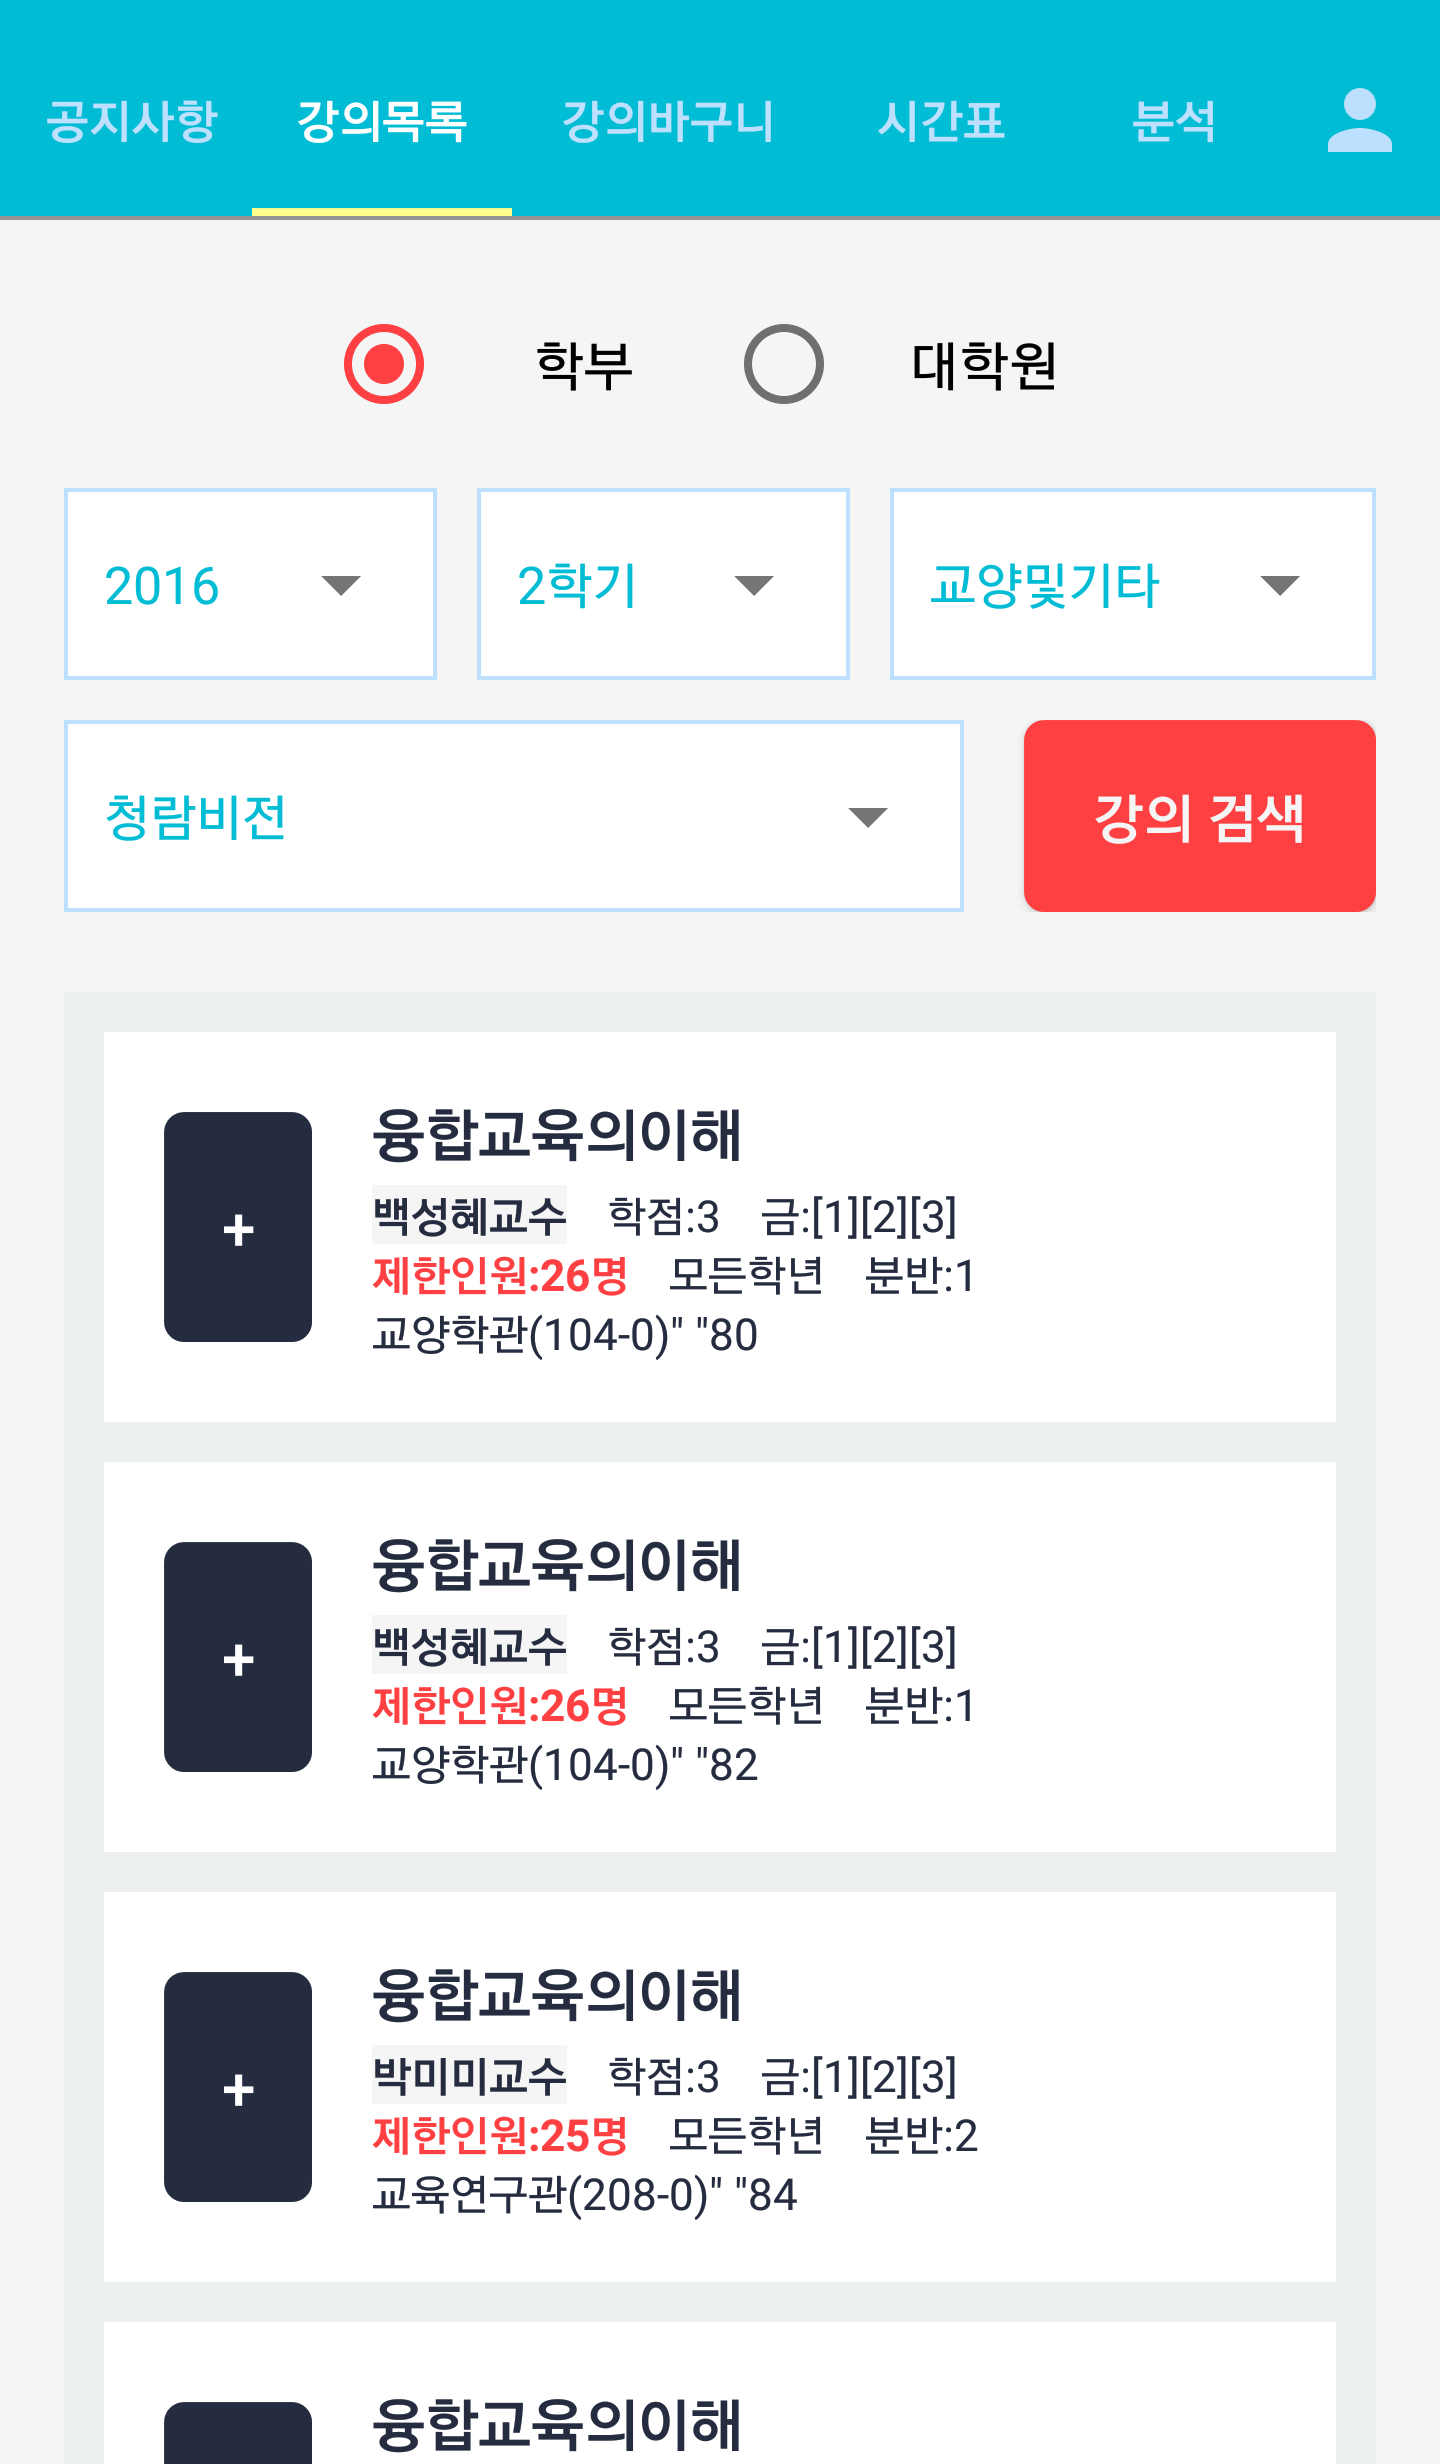 공지사항 강의목록 강의바구니 시간표 분석
학부 대학원
2016 2학기 교양및기타
청람비전 강의 검색
융합교육의이해
+ 백성혜교수 학점:3 금:[1][2][3]
제한인원:26명 모든학년 분반:1
교양학관(104-0)" "80
융합교육의이해
+ 백성혜교수 학점:3 금:[1][2][3]
제한인원:26명 모든학년 분반:1
교양학관(104-0)" "82
융합교육의이해
+ 박미미교수 학점:3 금:[1][2][3]
제한인원:25명 모든학년 분반:2
교육연구관(208-0)" "84
융합교육의이해